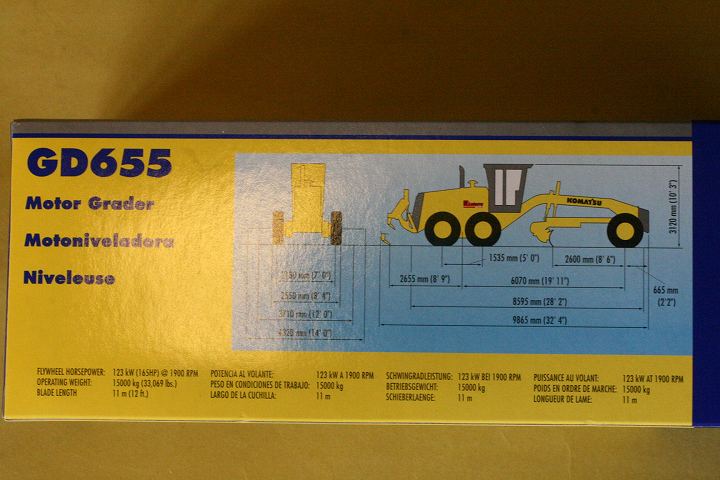 GD655
Motor Grader
Motoniveladora
Niveleuse
KOMATSU
3120 mm (10' 3")
1535 mm (5' 0")
2600 mm (8' 6")
2655 mm (8' 9")
6070 mm (19' 11")
665 mm
(2'2")
8595 mm (28' 2")
9865 mm (32' 4")
2130 mm (7' 0")
2550 mm (8' 4")
3710 mm (12' 0")
4320 mm (14' 0")
FLYWHEEL HORSEPOWER: 123 kW (165HP) @ 1900 RPM
OPERATING WEIGHT: 15000 kg (33,069 lbs.)
BLADE LENGTH 11 m (12 ft.)
POTENCIA AL VOLANTE: 123 kW A 1900 RPM
PESO EN CONDICIONES DE TRABAJO: 15000 kg
LARGO DE LA CUCHILLA: 11 m
SCHWINGRADLEISTUNG: 123 kW BEI 1900 RPM
BETRIEBSGEWICHT: 15000 kg
SCHIEBERLAENGE: 11 m
PUISSANCE AU VOLANT: 123 kW AT 1900 RPM
POIDS EN ORDRE DE MARCHE: 15000 kg
LONGUEUR DE LAME: 11 m